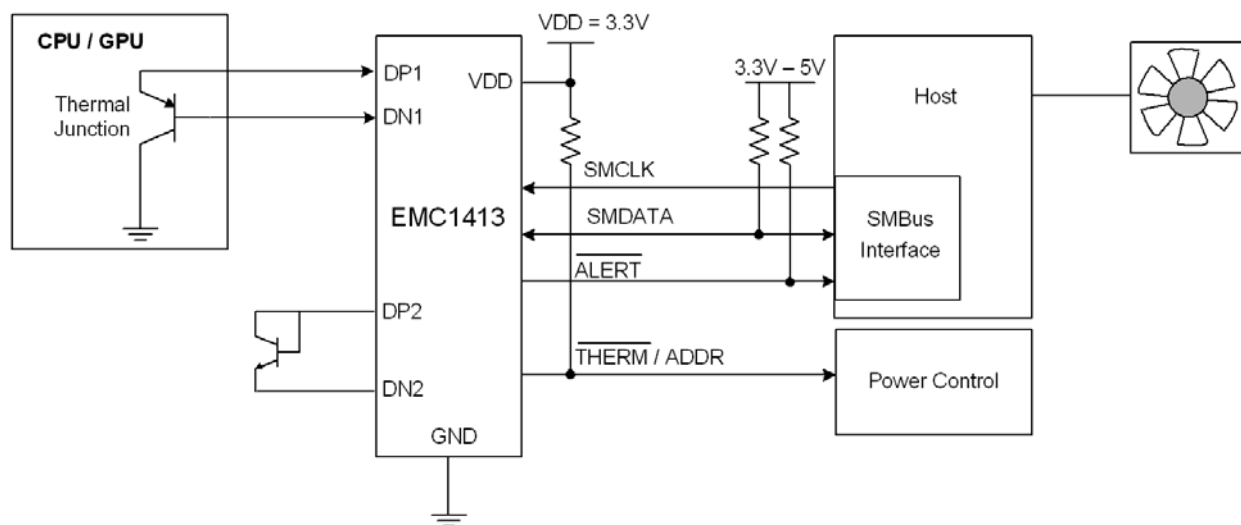 CPU / GPU
Thermal
Junction
DP1
DN1
VDD
EMC1413
DP2
DN2
GND
VDD = 3.3V
3.3V – 5V
SMCLK
SMDATA
ALERT
THERM / ADDR
Host
SMBus
Interface
Power Control